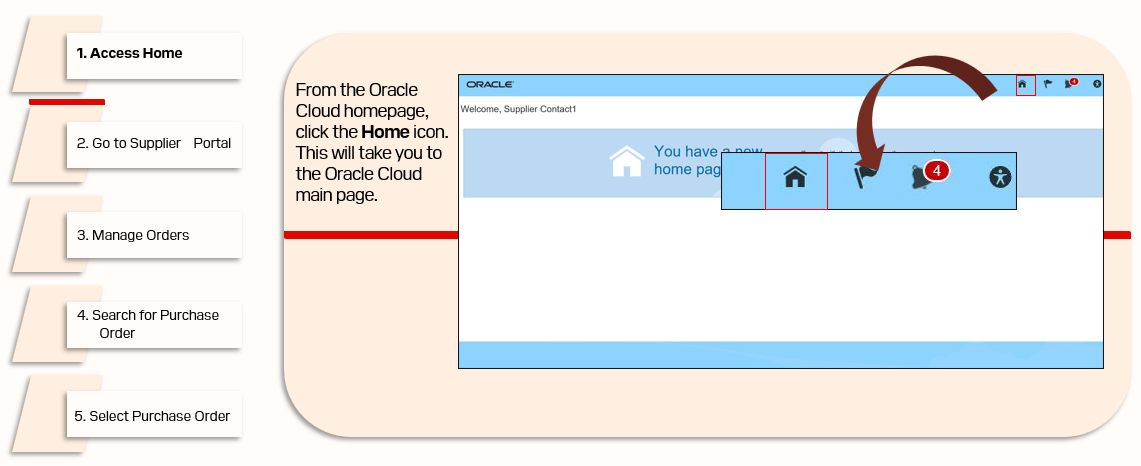 1. Access Home
2. Go to Supplier Portal
3. Manage Orders
4. Search for Purchase
Order
5. Select Purchase Order
From the Oracle
Cloud homepage,
click the Home icon.
This will take you to
the Oracle Cloud
main page.
ORACLE
4
Welcome, Supplier Contact1
You have a new
home pag
4